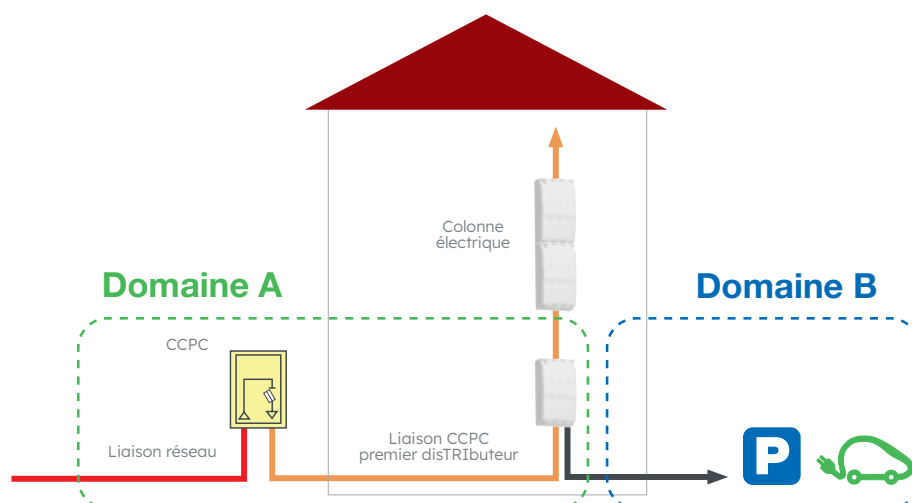 Colonne
électrique
Domaine A
Domaine B
CCPC
Liaison réseau
Liaison CCPC
premier disTRIbuteur
P